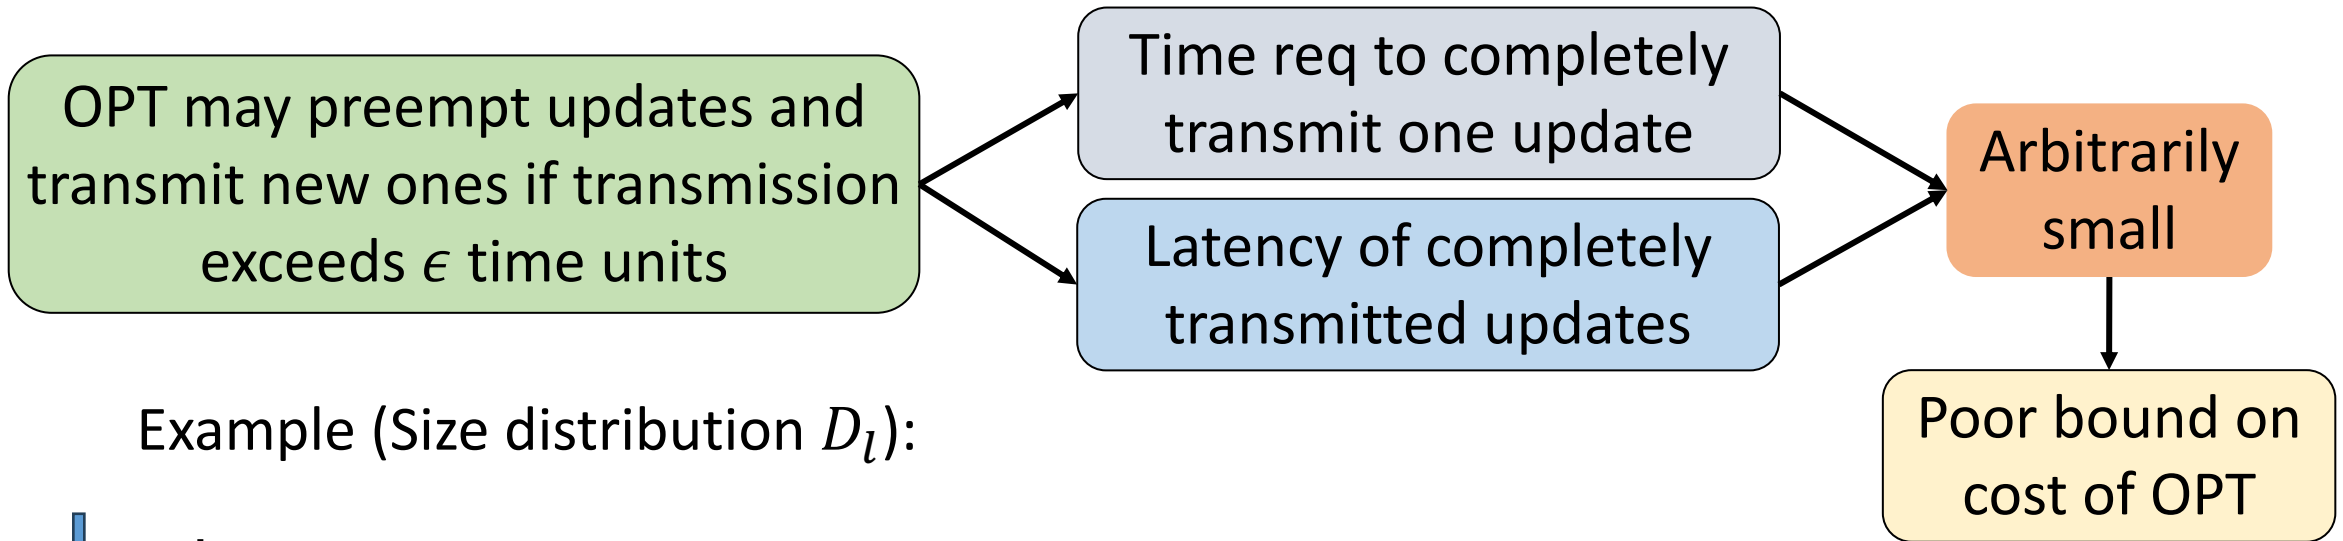 OPT may preempt updates and
transmit new ones if transmission
exceeds ϵ time units
Time req to completely
transmit one update
Latency of completely
transmitted updates
Arbitrarily
small
Poor bound on
cost of OPT
Example (Size distribution D_l):